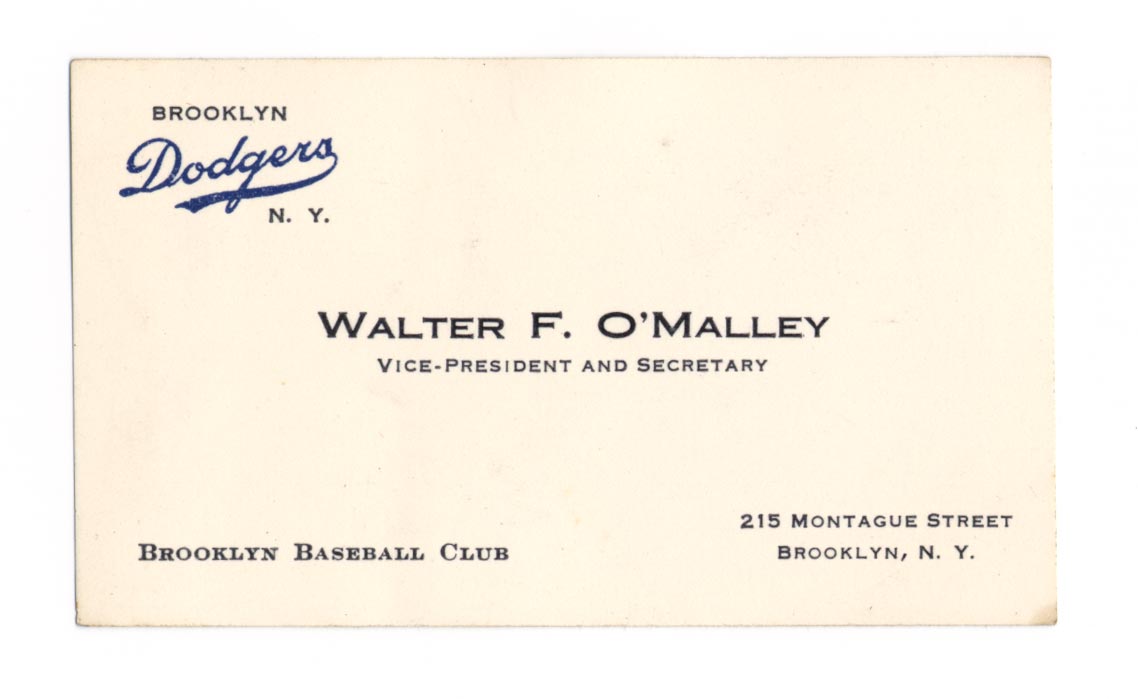 BROOKLYN
Dodgers
N. Y.
WALTER F. O'MALLEY
VICE-PRESIDENT AND SECRETARY
BROOKLYN BASEBALL CLUB
215 MONTAGUE STREET
BROOKLYN, N. Y.